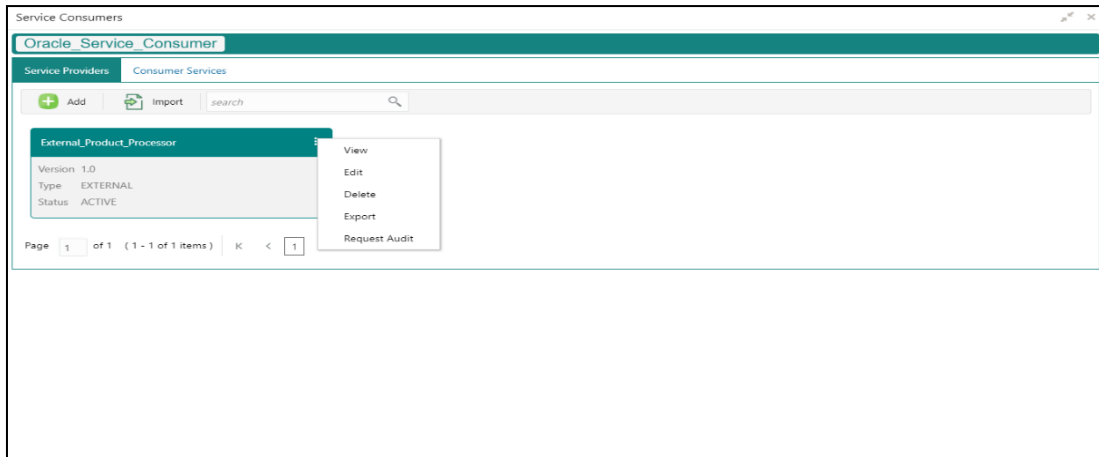 Service Consumers
Oracle_Service_Consumer
Service Providers Consumer Services
Add Import search
External_Product_Processor
Version 1.0
Type EXTERNAL
Status ACTIVE
View
Edit
Delete
Export
Request Audit
Page 1 of 1 ( 1 - 1 of 1 items ) K < 1